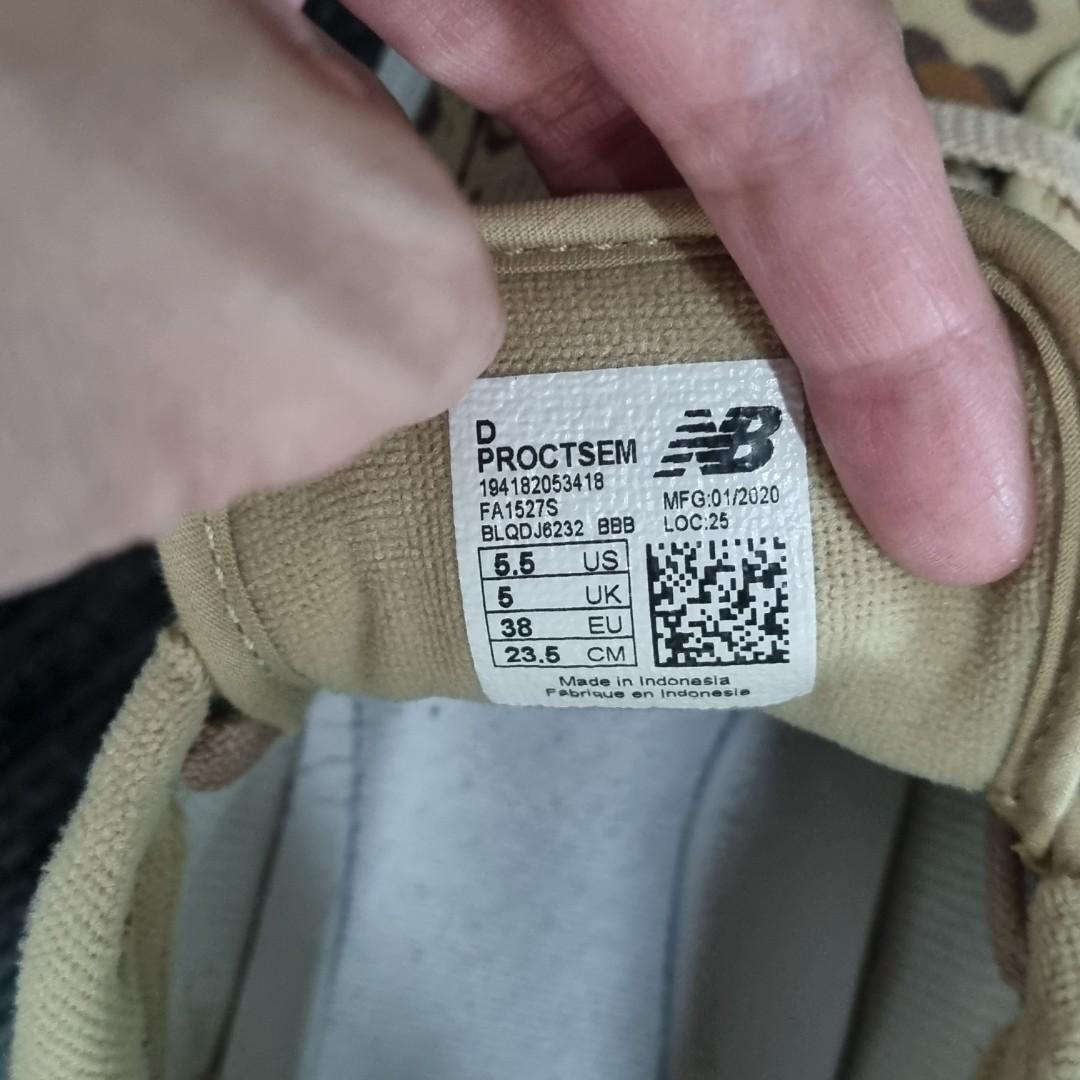 D
PROCTSEM
194182053418
FA1527S
BLQDJ6232 BBB
NB
MFG:01/2020
LOC:25
5.5 US
5 UK
38 EU
23.5 CM
Made in Indonesia
Fabrique en Indonesie